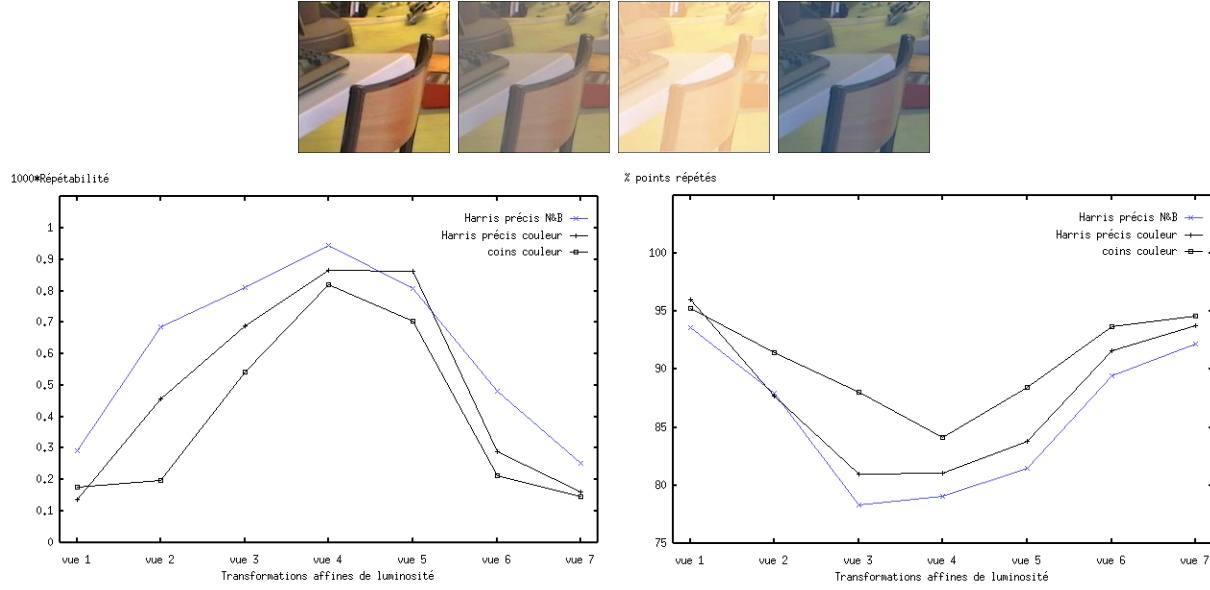 1000*Répétabilité
Harris précis N&B
Harris précis couleur
coins couleur
1
0.9
0.8
0.7
0.6
0.5
0.4
0.3
0.2
0.1
0
vue 1 vue 2 vue 3 vue 4 vue 5 vue 6 vue 7
Transformations affines de luminosité
% points répétés
Harris précis N&B
Harris précis couleur
coins couleur
100
95
90
85
80
75
vue 1 vue 2 vue 3 vue 4 vue 5 vue 6 vue 7
Transformations affines de luminosité